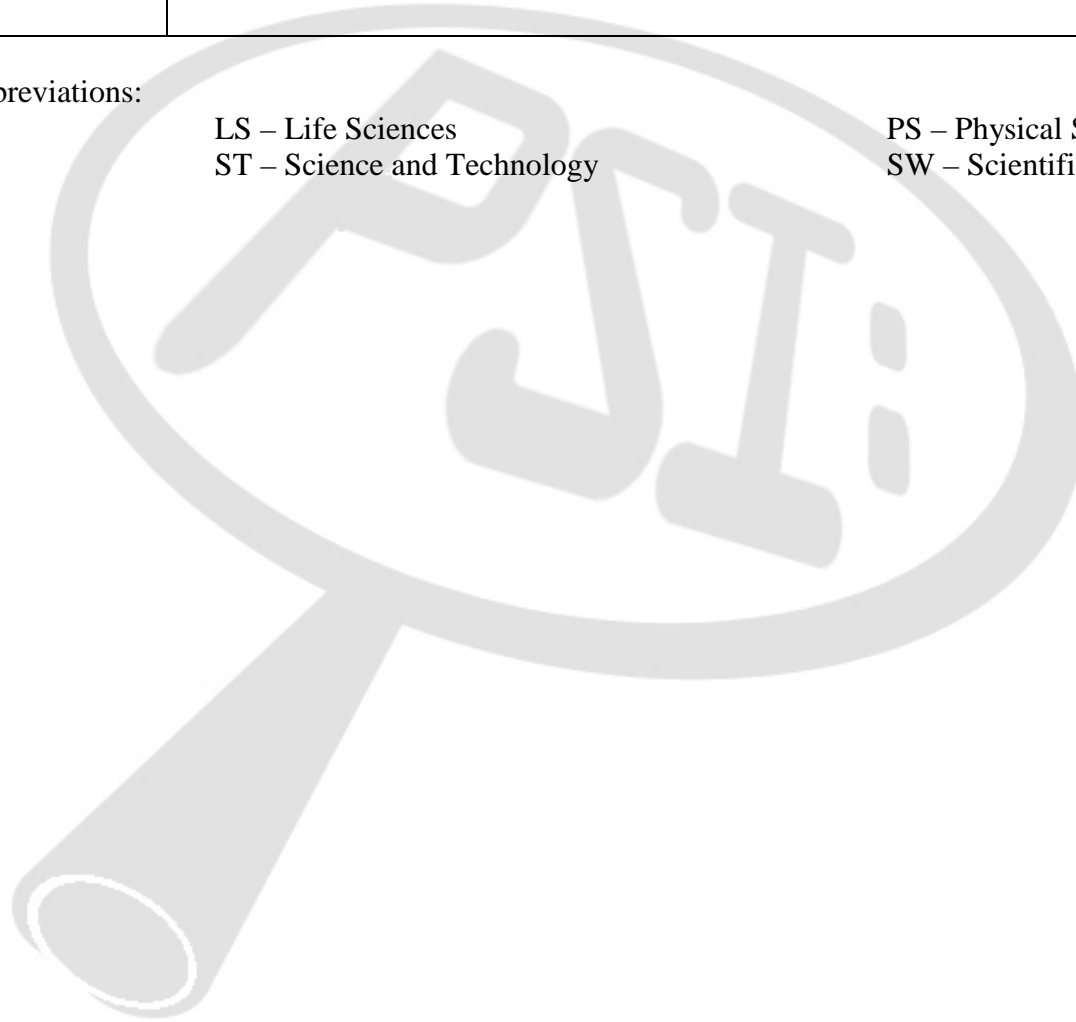 breviations:
LS – Life Sciences PS – Physical S
ST – Science and Technology SW – Scientifi
PSI: